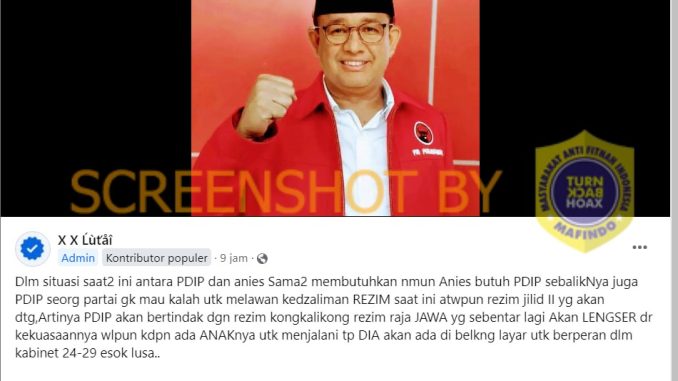 SCREENSHOT BY
MASYARAKAT ANTI FITNAH INDONESIA
TURN
BACK
HOAX
MAFINDO
X X Ĺùťåî
Admin Kontributor populer · 9 jam ·
Dlm situasi saat2 ini antara PDIP dan anies Sama2 membutuhkan nmun Anies butuh PDIP sebalikNya juga
PDIP seorg partai gk mau kalah utk melawan kedzaliman REZIM saat ini atwpun rezim jilid II yg akan
dtg,Artinya PDIP akan bertindak dgn rezim kongkalikong rezim raja JAWA yg sebentar lagi Akan LENGSER dr
kekuasaannya wlpun kdpn ada ANAKnya utk menjalani tp DIA akan ada di belkng layar utk berperan dlm
kabinet 24-29 esok lusa..